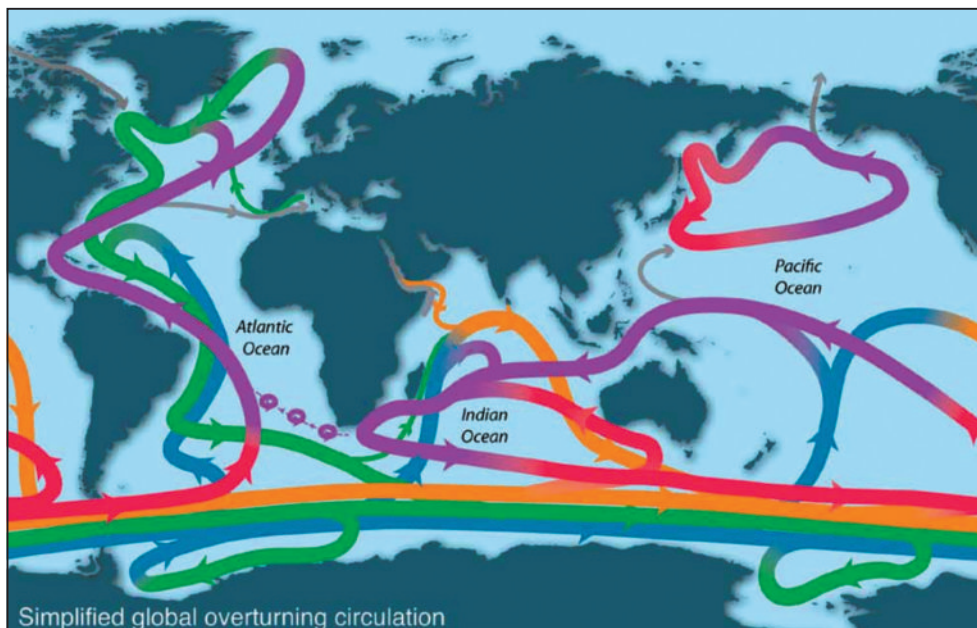 Pacific
Ocean
Atlantic
Ocean
Indian
Ocean
Simplified global overturning circulation